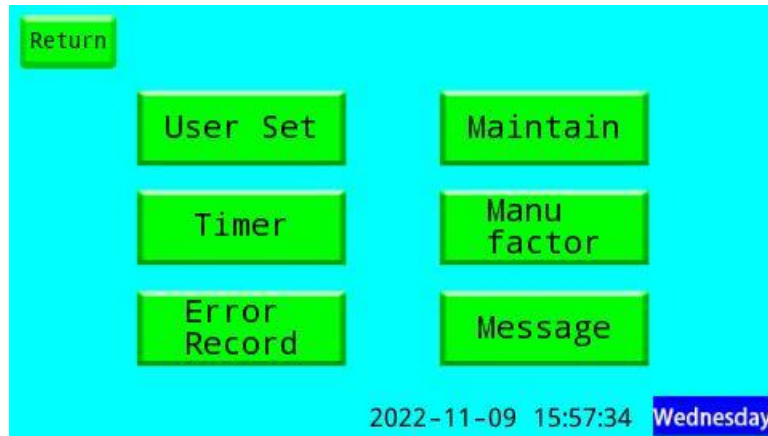 Return
User Set
Maintain
Timer
Manu
factor
Error
Record
Message
2022-11-09 15:57:34 Wednesday